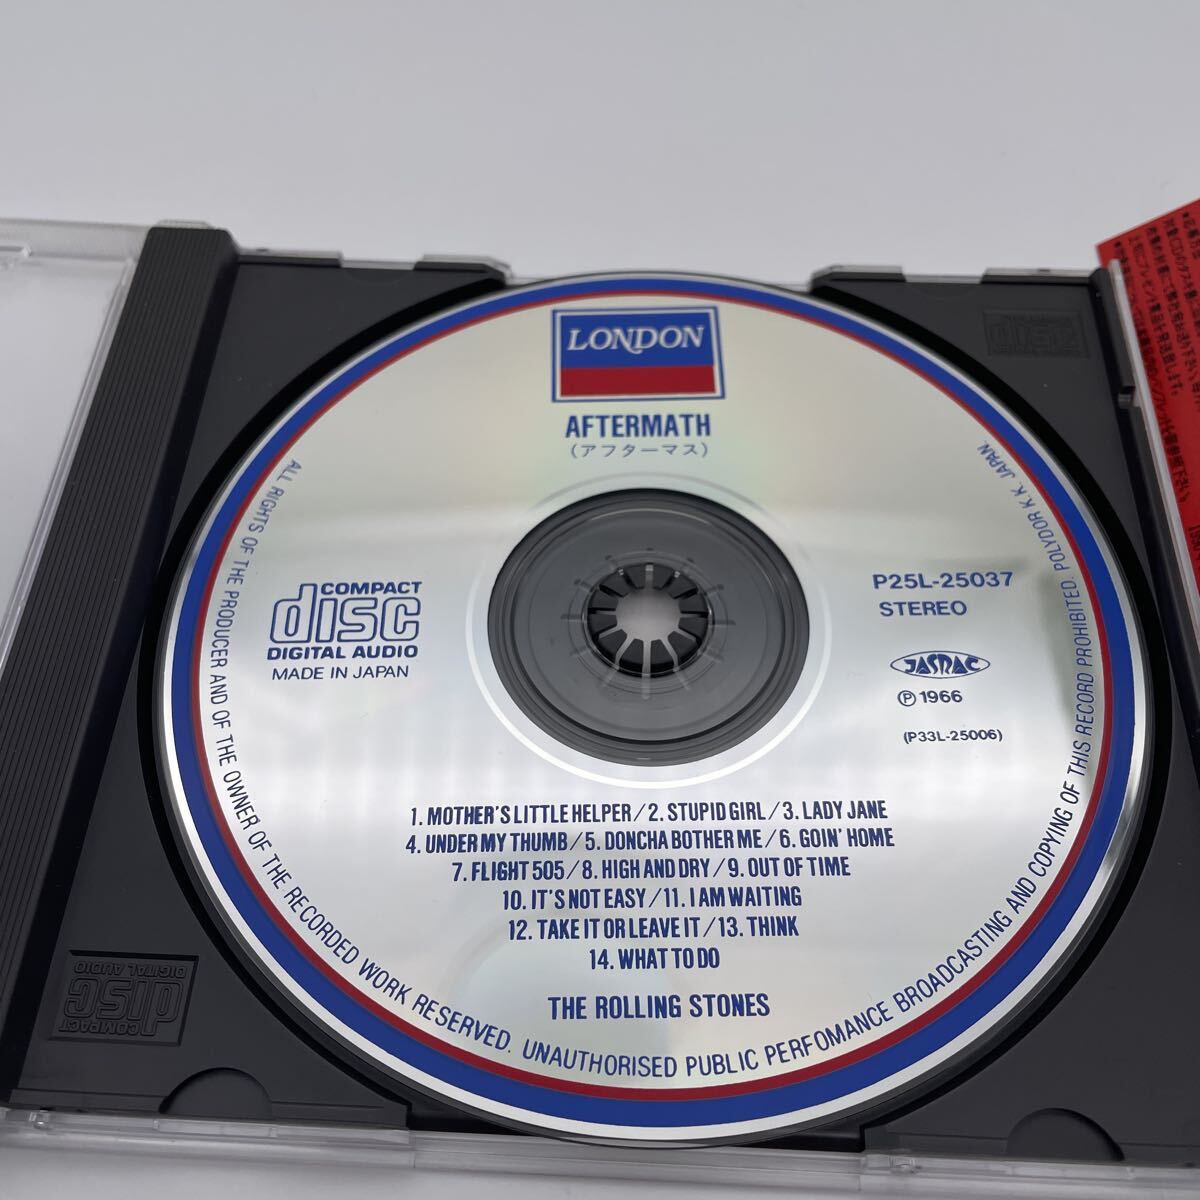 LONDON
AFTERMATH
(アフターマス)
COMPACT
disc
DIGITAL AUDIO
MADE IN JAPAN
P25L-25037
STEREO
JASRAC
Ⓟ 1966
(P33L-25006)
1. MOTHER'S LITTLE HELPER/2. STUPID GIRL/3. LADY JANE
4. UNDER MY THUMB/5. DONCHA BOTHER ME/6. GOIN' HOME
7. FLIGHT 505/8. HIGH AND DRY/9. OUT OF TIME
10. IT'S NOT EASY/11. I AM WAITING
12. TAKE IT OR LEAVE IT/13. THINK
14. WHAT TO DO
THE ROLLING STONES
ALL RIGHTS OF THE PRODUCER AND OF THE OWNER OF THE RECORDED WORK RESERVED. UNAUTHORISED PUBLIC PERFOMANCE BROADCASTING AND COPYING OF THIS RECORD PROHIBITED. POLYDOR K.K. JAPAN.
disc
COMPACT
disc
DIGITAL AUDIO